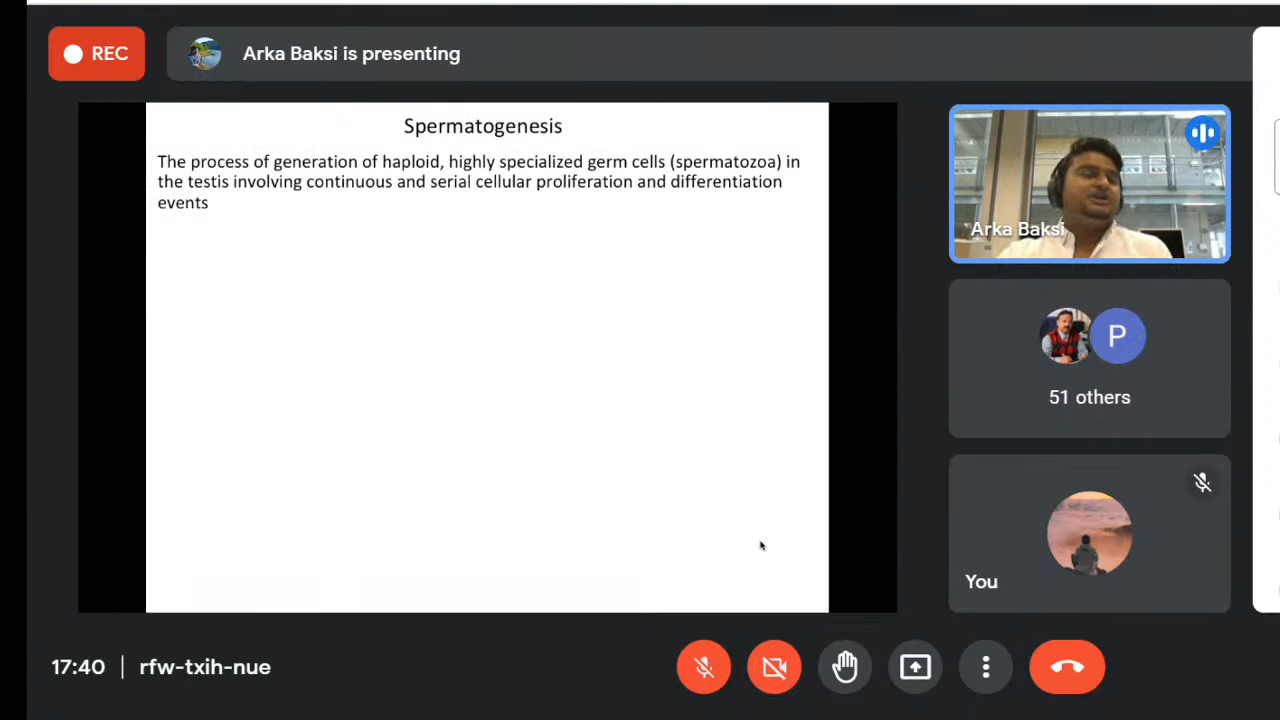 REC
Arka Baksi is presenting
Spermatogenesis
The process of generation of haploid, highly specialized germ cells (spermatozoa) in
the testis involving continuous and serial cellular proliferation and differentiation
events
Arka Baksi
P
51 others
You
17:40 | rfw-txih-nue